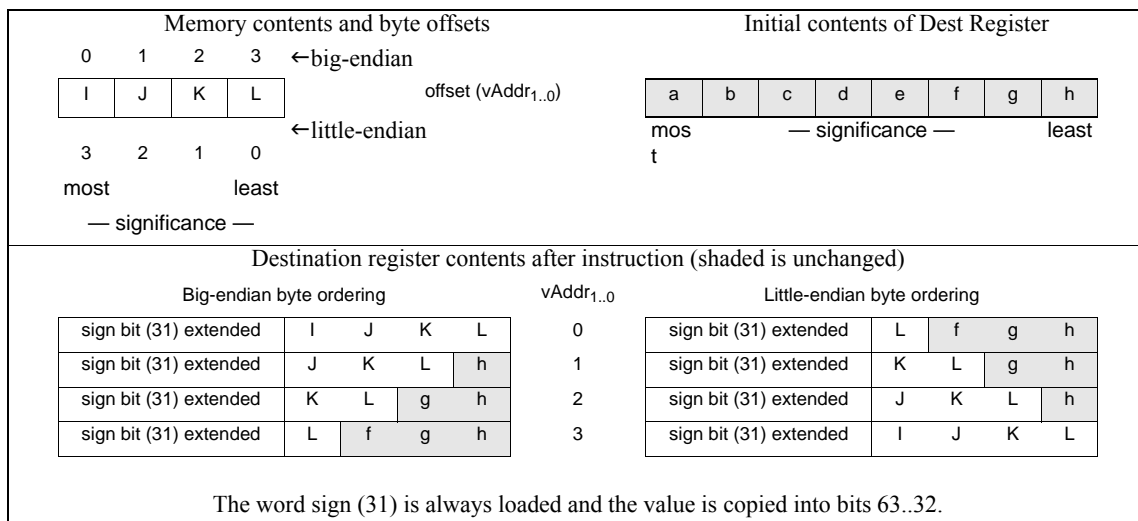 Memory contents and byte offsets
Initial contents of Dest Register
0 1 2 3 ←big-endian
I J K L
offset (vAddr1..0)
a b c d e f g h
←little-endian
mos
t
— significance —
least
3 2 1 0
most least
— significance —
Destination register contents after instruction (shaded is unchanged)
Big-endian byte ordering vAddr1..0 Little-endian byte ordering
sign bit (31) extended I J K L 0 sign bit (31) extended L f g h
sign bit (31) extended J K L h 1 sign bit (31) extended K L g h
sign bit (31) extended K L g h 2 sign bit (31) extended J K L h
sign bit (31) extended L f g h 3 sign bit (31) extended I J K L
The word sign (31) is always loaded and the value is copied into bits 63..32.